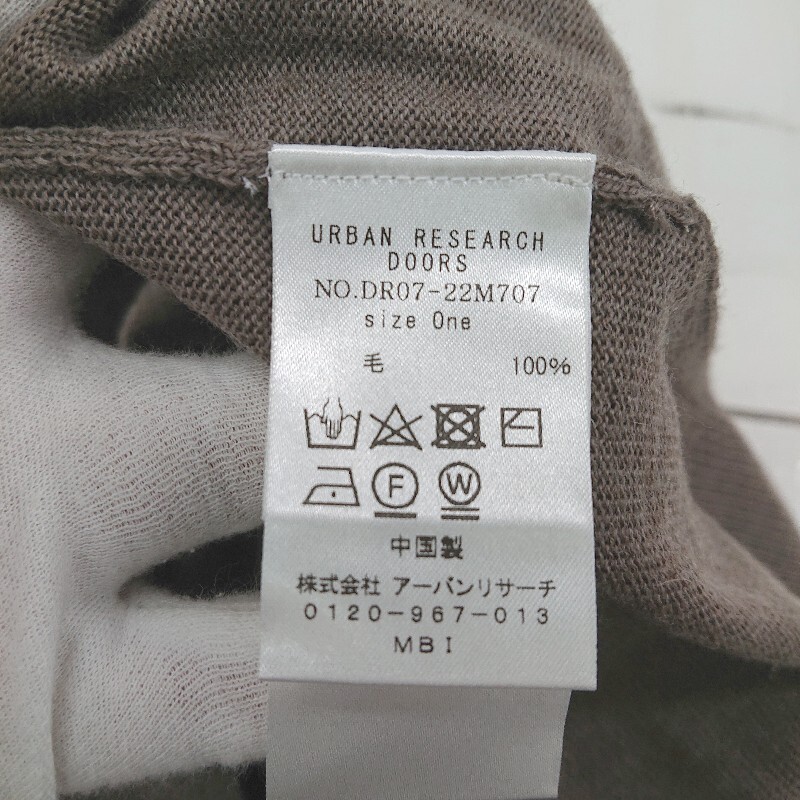 URBAN RESEARCH
DOORS
NO.DR07-22M707
size One
毛 100%
F W
中国製
株式会社 アーバンリサーチ
0120-967-013
MBI